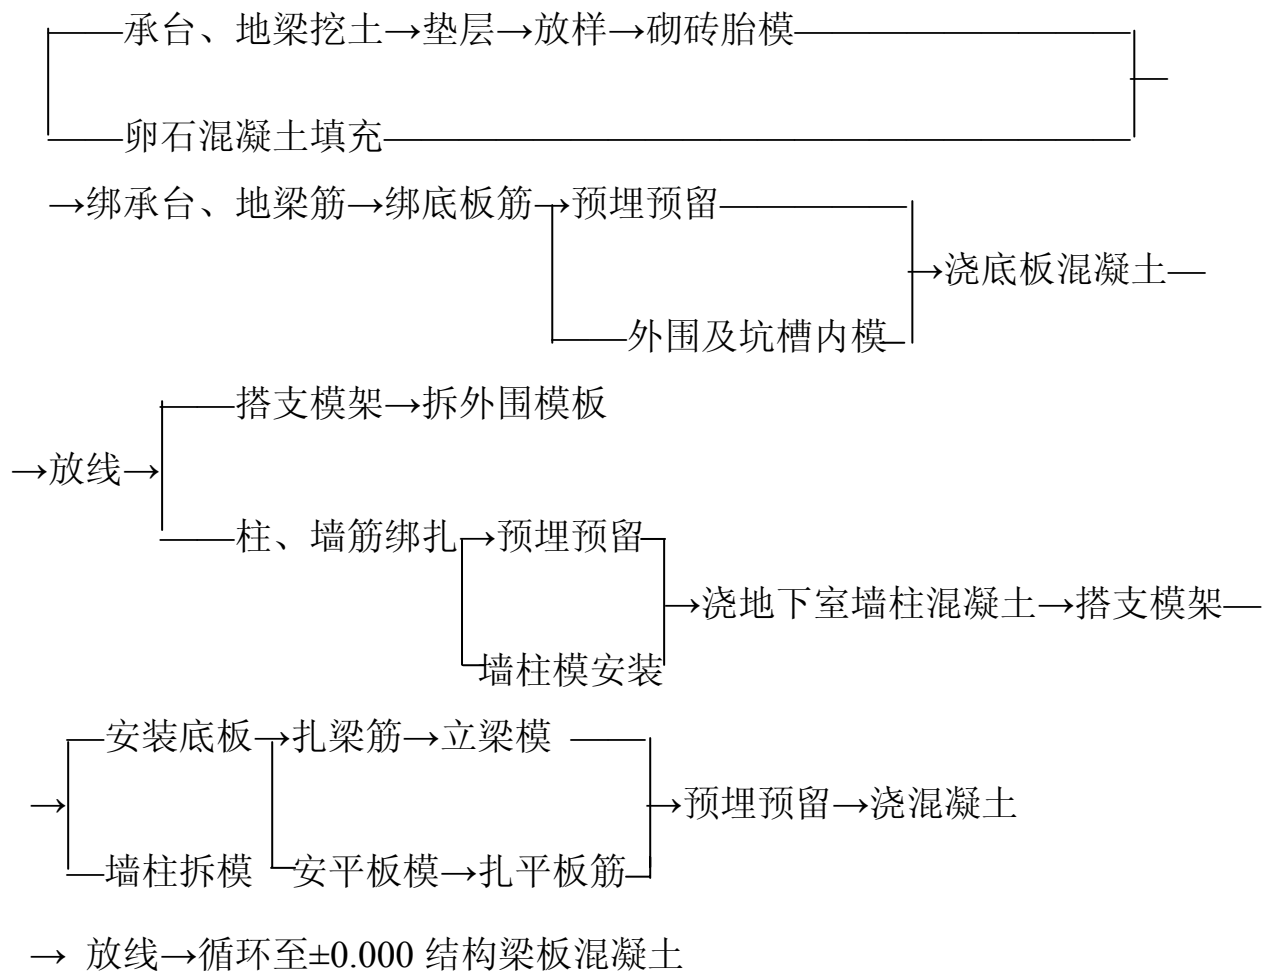 承台、地梁挖土→垫层→放样→砌砖胎模
卵石混凝土填充
→绑承台、地梁筋→绑底板筋→预埋预留
→浇底板混凝土
外围及坑槽内模
搭支模架→拆外围模板
→放线→
柱、墙筋绑扎→预埋预留
→浇地下室墙柱混凝土→搭支模架
墙柱模安装
安装底板→扎梁筋→立梁模
→
→预埋预留→浇混凝土
墙柱拆模 安平板模→扎平板筋
→ 放线→循环至±0.000 结构梁板混凝土